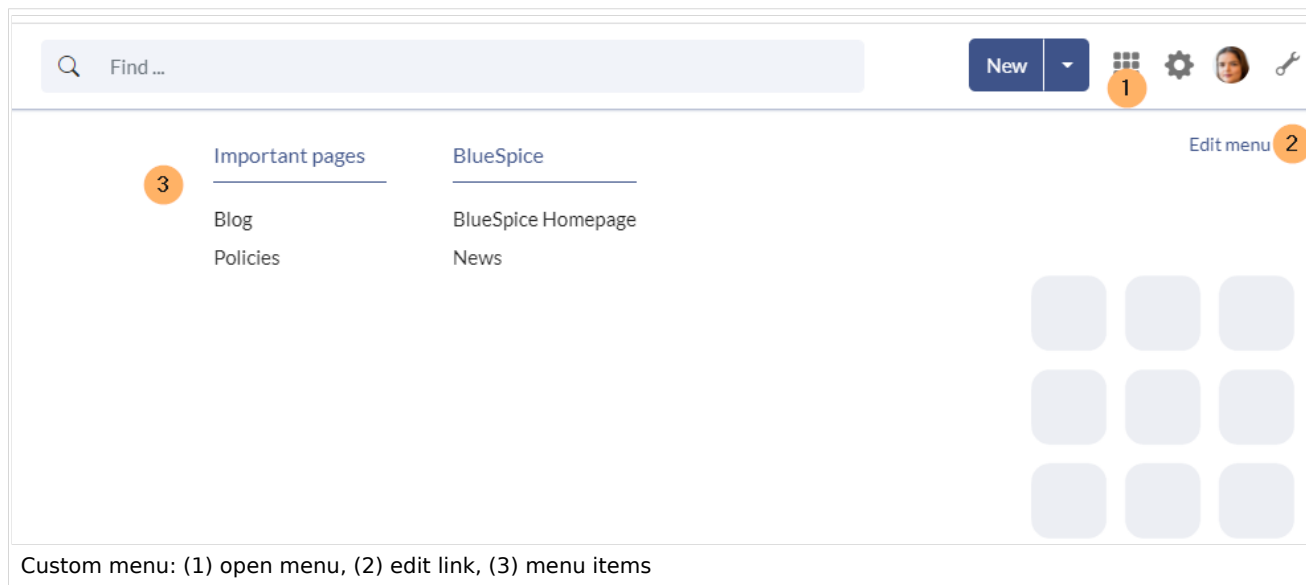 Find ...
New
1
Edit menu 2
Important pages BlueSpice
3
Blog BlueSpice Homepage
Policies News
Custom menu: (1) open menu, (2) edit link, (3) menu items